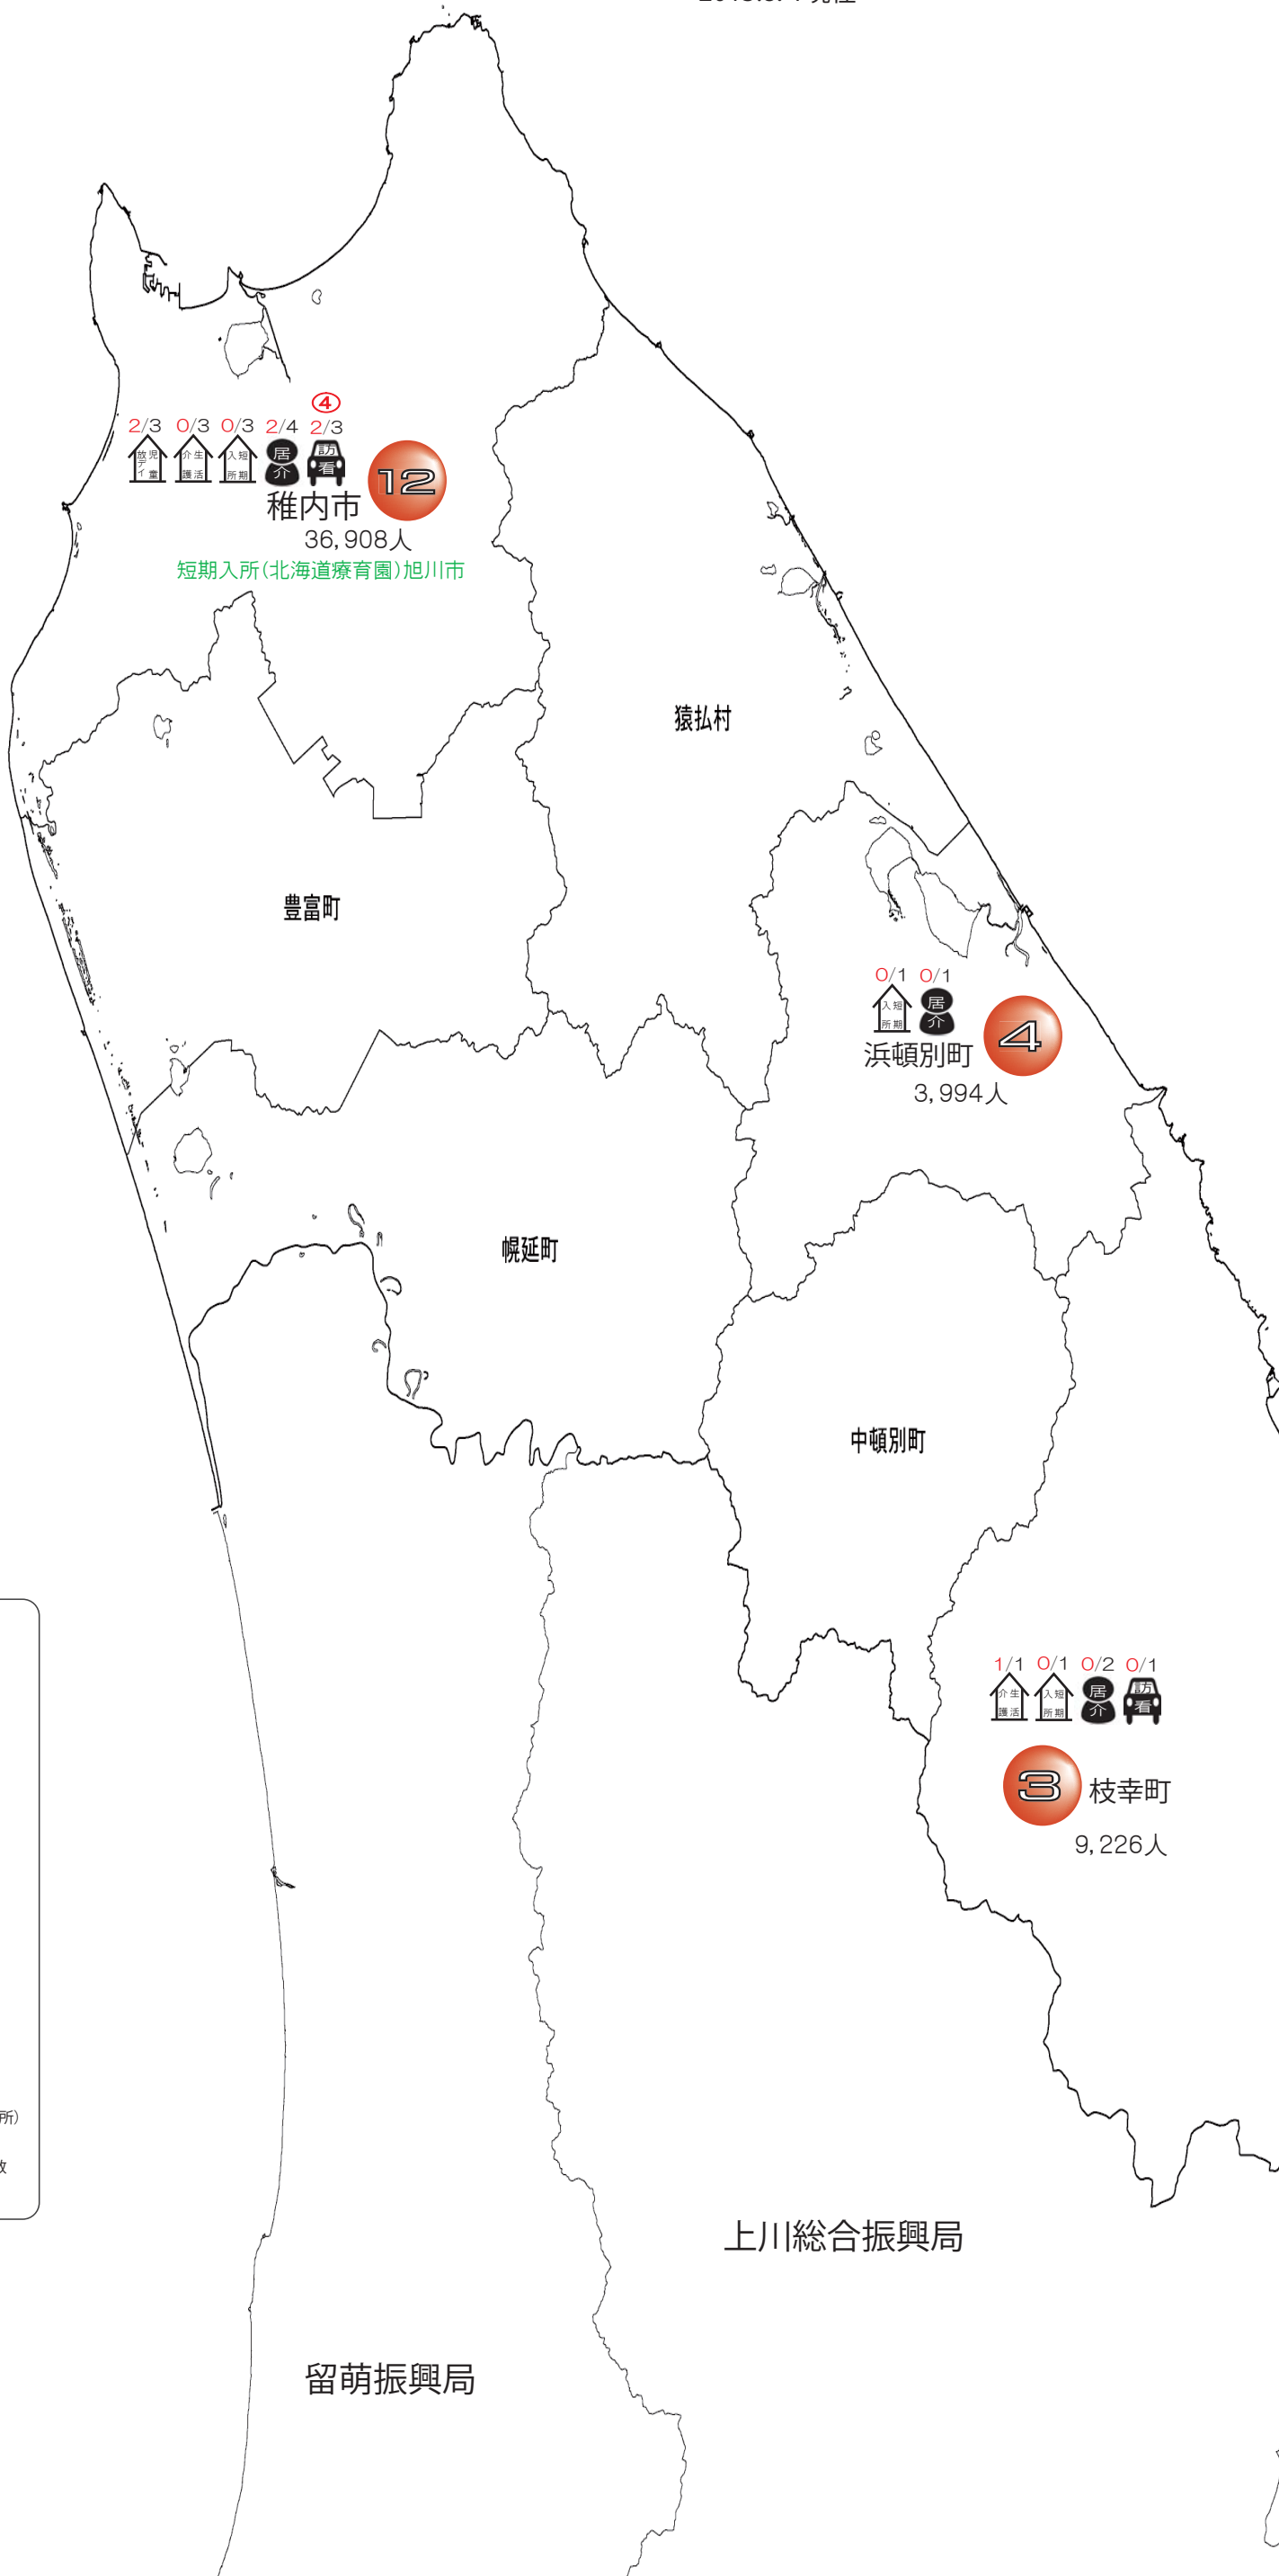 ④
2/3 0/3 0/3 2/4 2/3
児童 放デイ
生活 介護
短期 入所
居介
訪看
12
稚内市
36,908人
短期入所(北海道療育園)旭川市
猿払村
豊富町
0/1 0/1
短期 入所
居介
4
浜頓別町
3,994人
幌延町
中頓別町
1/1 0/1 0/2 0/1
生活 介護
短期 入所
居介
訪看
3
枝幸町
9,226人
所)
上川総合振興局
留萌振興局